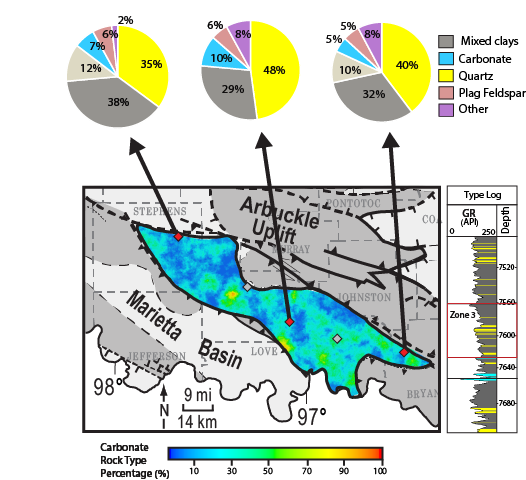 2%
6%
7%
35%
12%
38%
6%
8%
10%
48%
29%
5%
5%
8%
40%
10%
32%
Mixed clays
Carbonate
Quartz
Plag Feldspar
Other
STEPHENS
Arbuckle
Uplift
PONTOTOC
CO
MURRAY
JOHNSTON
Marietta
Basin
JEFFERSON
LOVE
BRYAN
98°
97°
N
9 mi
14 km
Type Log
GR
(API)
0 250
Depth
7520
7560
Zone 3
7600
7640
7680
Carbonate
Rock Type
Percentage (%)
10 30 50 70 90 100